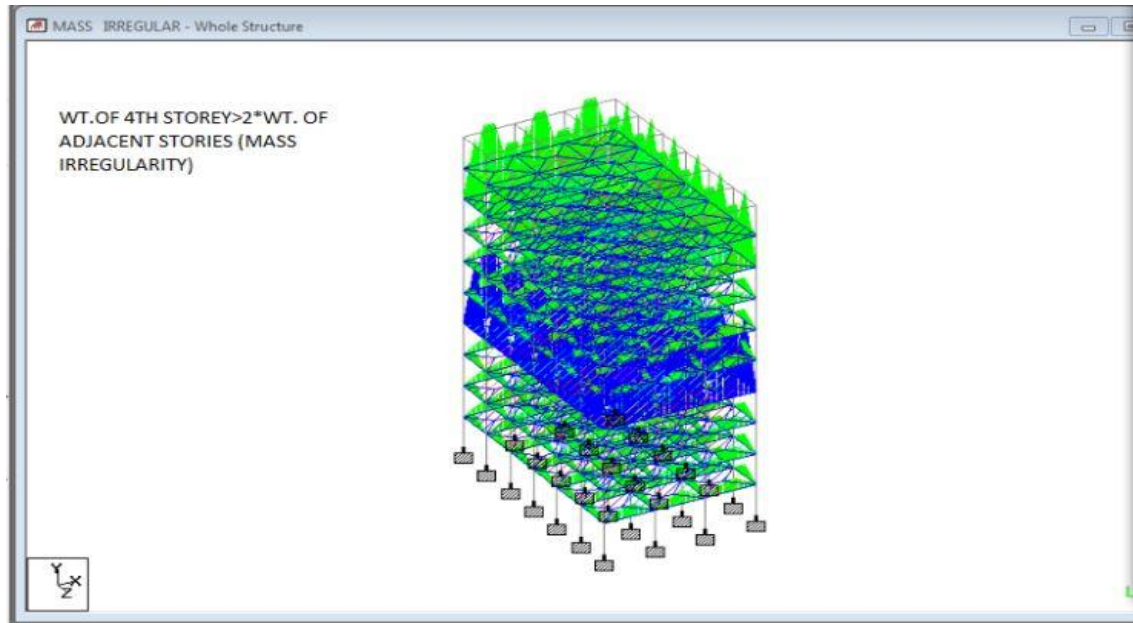 MASS IRREGULAR - Whole Structure
WT.OF 4TH STOREY>2*WT. OF
ADJACENT STORIES (MASS
IRREGULARITY)
Y
X
Z